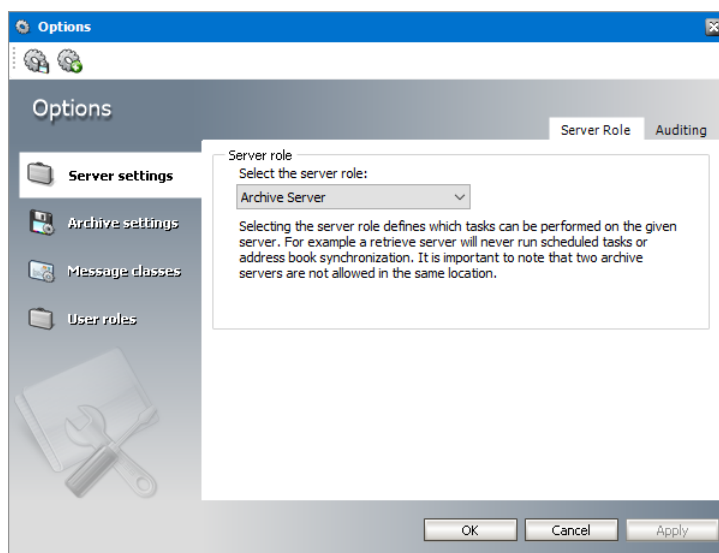 Options
Options
Server Role
Auditing
Server settings
Archive settings
Message classes
User roles
Server role
Select the server role:
Archive Server
Selecting the server role defines which tasks can be performed on the given
server. For example a retrieve server will never run scheduled tasks or
address book synchronization. It is important to note that two archive
servers are not allowed in the same location.
OK
Cancel
Apply